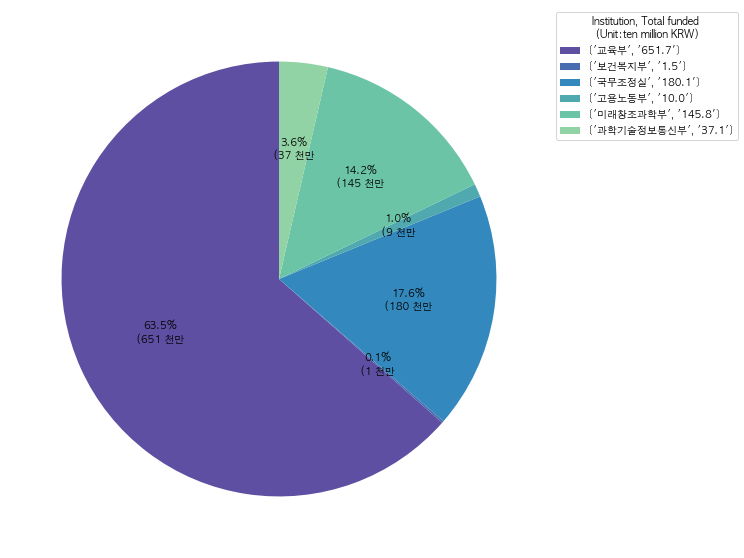 Institution, Total funded
(Unit: ten million KRW)
['교육부', '651.7']
['보건복지부', '1.5']
['국무조정실', '180.1']
['고용노동부', '10.0']
['미래창조과학부', '145.8']
['과학기술정보통신부', '37.1']
3.6%
(37 천만
14.2%
(145 천만
1.0%
(9 천만
17.6%
(180 천만
63.5%
(651 천만
0.1%
(1 천만